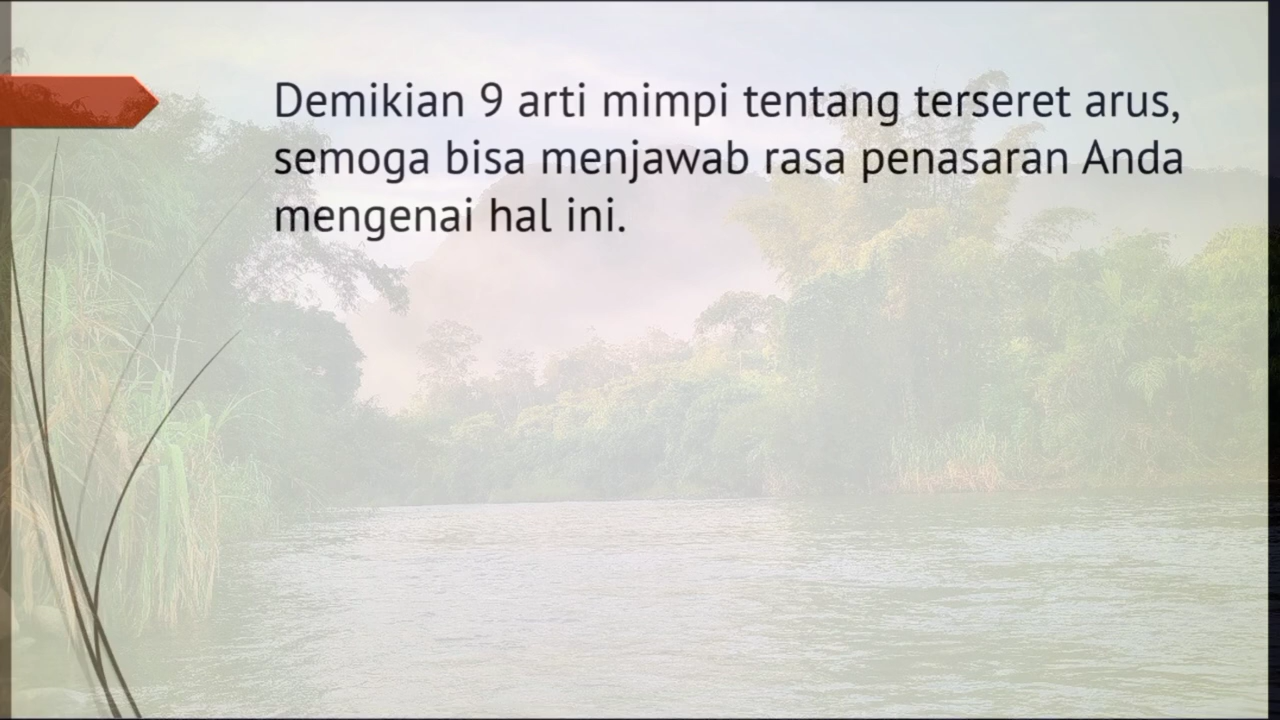 Demikian 9 arti mimpi tentang terseret arus,
semoga bisa menjawab rasa penasaran Anda
mengenai hal ini.